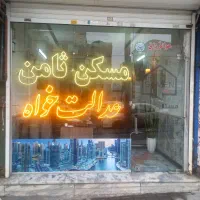 مسکن ثامن
عدالت خواه